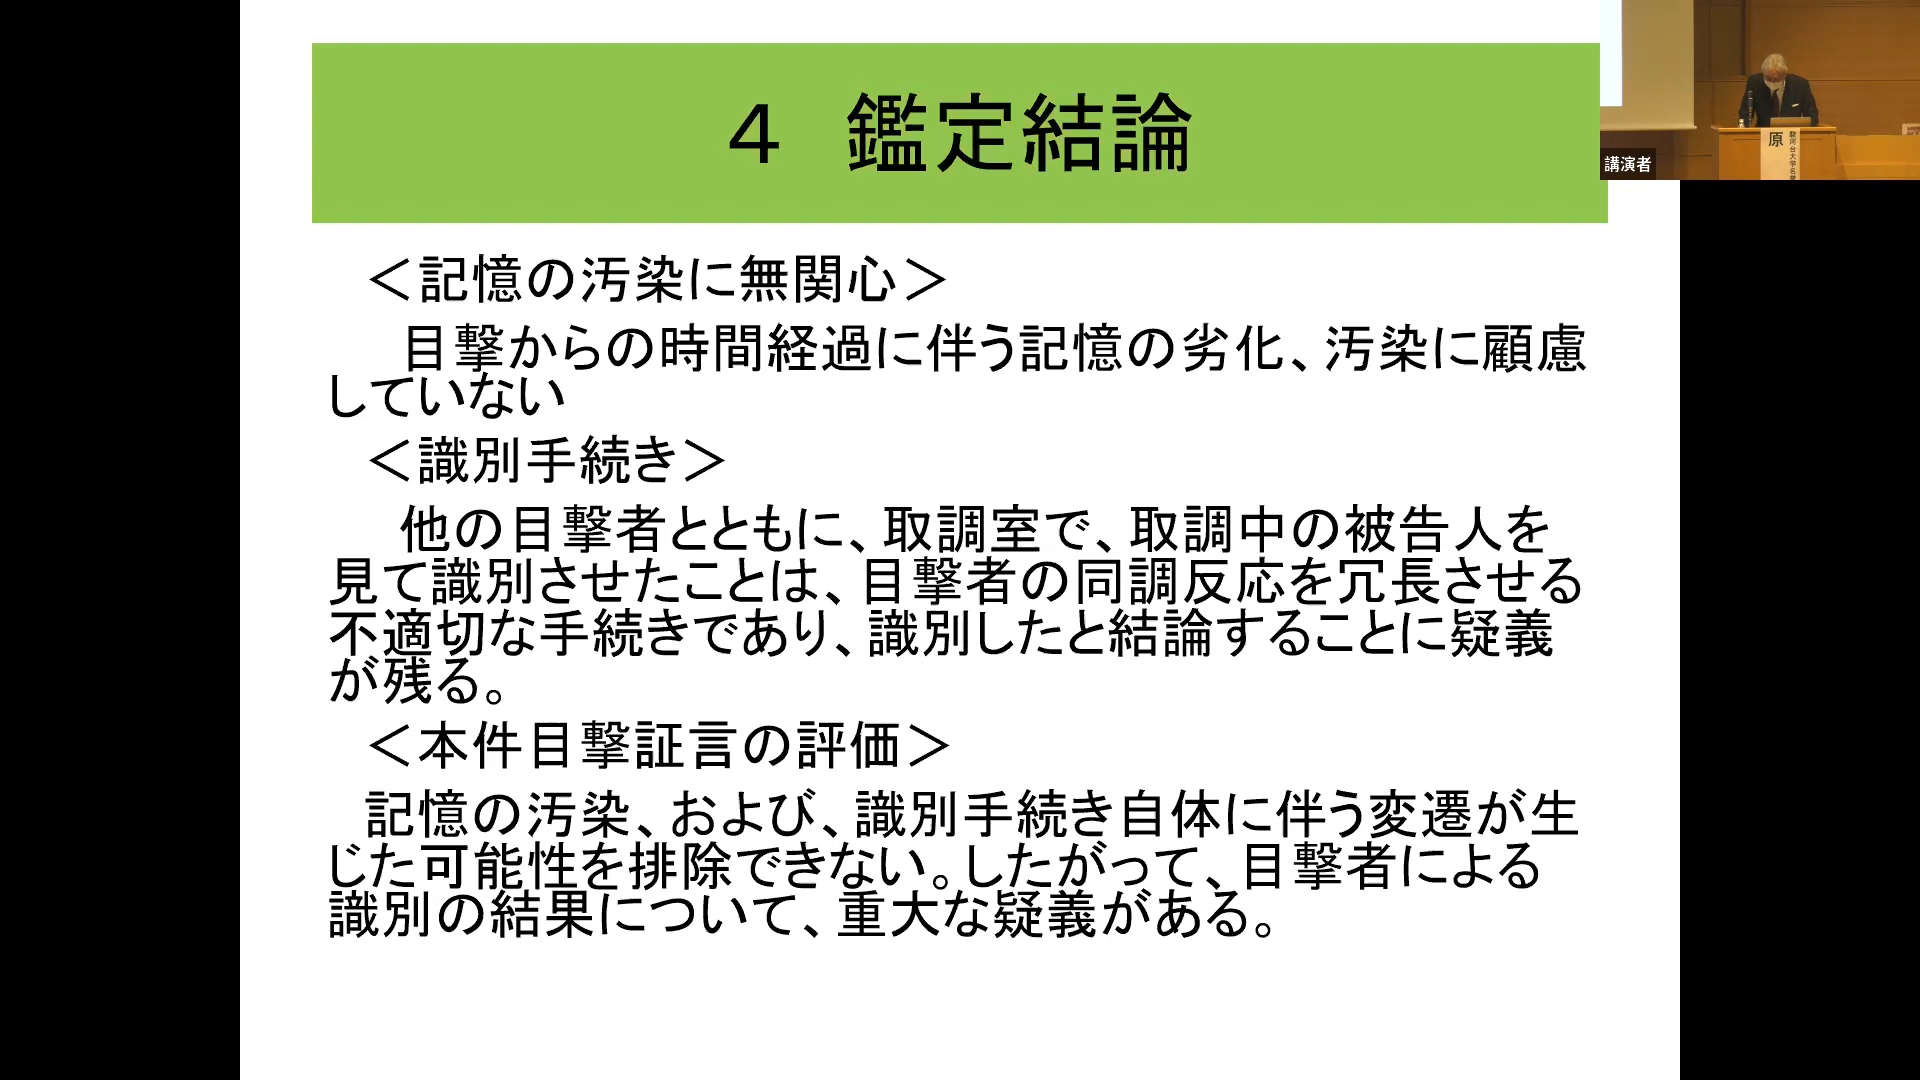 4　鑑定結論
＜記憶の汚染に無関心＞
目撃からの時間経過に伴う記憶の劣化、汚染に顧慮
していない
＜識別手続き＞
他の目撃者とともに、取調室で、取調中の被告人を
見て識別させたことは、目撃者の同調反応を冗長させる
不適切な手続きであり、識別したと結論することに疑義
が残る。
＜本件目撃証言の評価＞
記憶の汚染、および、識別手続き自体に伴う変遷が生
じた可能性を排除できない。したがって、目撃者による
識別の結果について、重大な疑義がある。
講演者
原
駿河台大学名